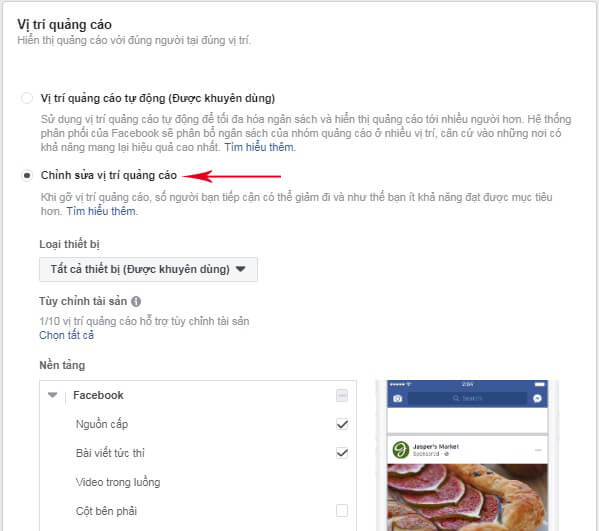 Vị trí quảng cáo
Hiển thị quảng cáo với đúng người tại đúng vị trí.
Vị trí quảng cáo tự động (Được khuyên dùng)
Sử dụng vị trí quảng cáo tự động để tối đa hóa ngân sách và hiển thị quảng cáo tới nhiều người hơn. Hệ thống
phân phối của Facebook sẽ phân bổ ngân sách của nhóm quảng cáo ở nhiều vị trí, căn cứ vào những nơi có
khả năng mang lại hiệu quả cao nhất. Tìm hiểu thêm.
Chỉnh sửa vị trí quảng cáo
Khi gỡ vị trí quảng cáo, số người bạn tiếp cận có thể giảm đi và như thế bạn ít khả năng đạt được mục tiêu
hơn. Tìm hiểu thêm.
Loại thiết bị
Tất cả thiết bị (Được khuyên dùng)
Tùy chỉnh tài sản
1/10 vị trí quảng cáo hỗ trợ tùy chỉnh tài sản
Chọn tất cả
Nền tảng
Facebook
Nguồn cấp
Bài viết tức thì
Video trong luồng
Cột bên phải
2:04
Search
Jasper's Market
Sponsored